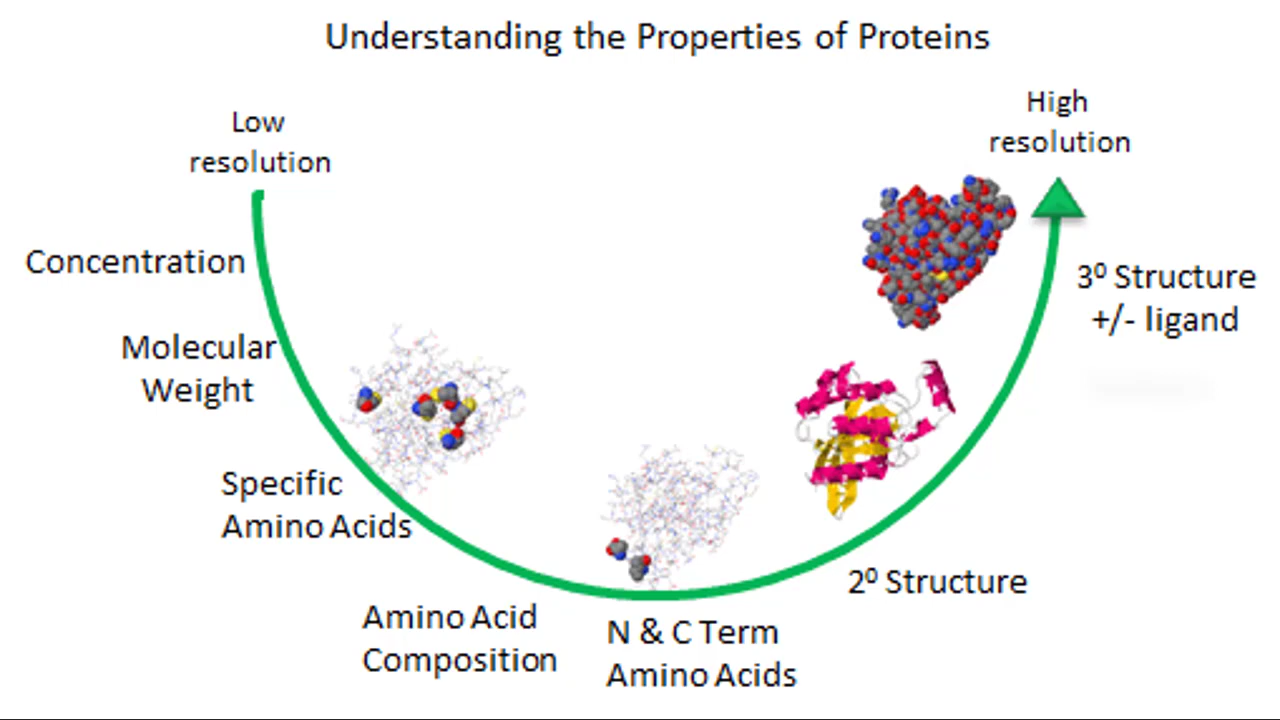 Understanding the Properties of Proteins
Low
resolution
High
resolution
Concentration
Molecular
Weight
Specific
Amino Acids
Amino Acid
Composition
N & C Term
Amino Acids
2⁰ Structure
3⁰ Structure
+/- ligand